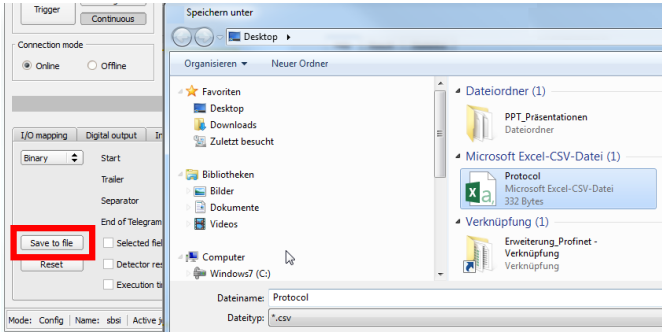 Trigger
Continuous
Connection mode
Online
Offline
I/O mapping
Digital output
Binary
Start
Trailer
Separator
End of Telegram
Save to file
Selected
Reset
Detector
Execution
Mode: Config
Name: sbsi
Active
Speichern unter
Desktop
Organisieren
Neuer Ordner
Favoriten
Desktop
Downloads
Zuletzt besucht
Bibliotheken
Bilder
Dokumente
Videos
Computer
Windows7 (C:)
Dateiordner (1)
PPT_Präsentationen
Dateiordner
Microsoft Excel-CSV-Datei (1)
Protocol
Microsoft Excel-CSV-Datei
332 Bytes
Verknüpfung (1)
Erweiterung_Profinet -
Verknüpfung
Verknüpfung
Dateiname: Protocol
Dateityp: *.csv